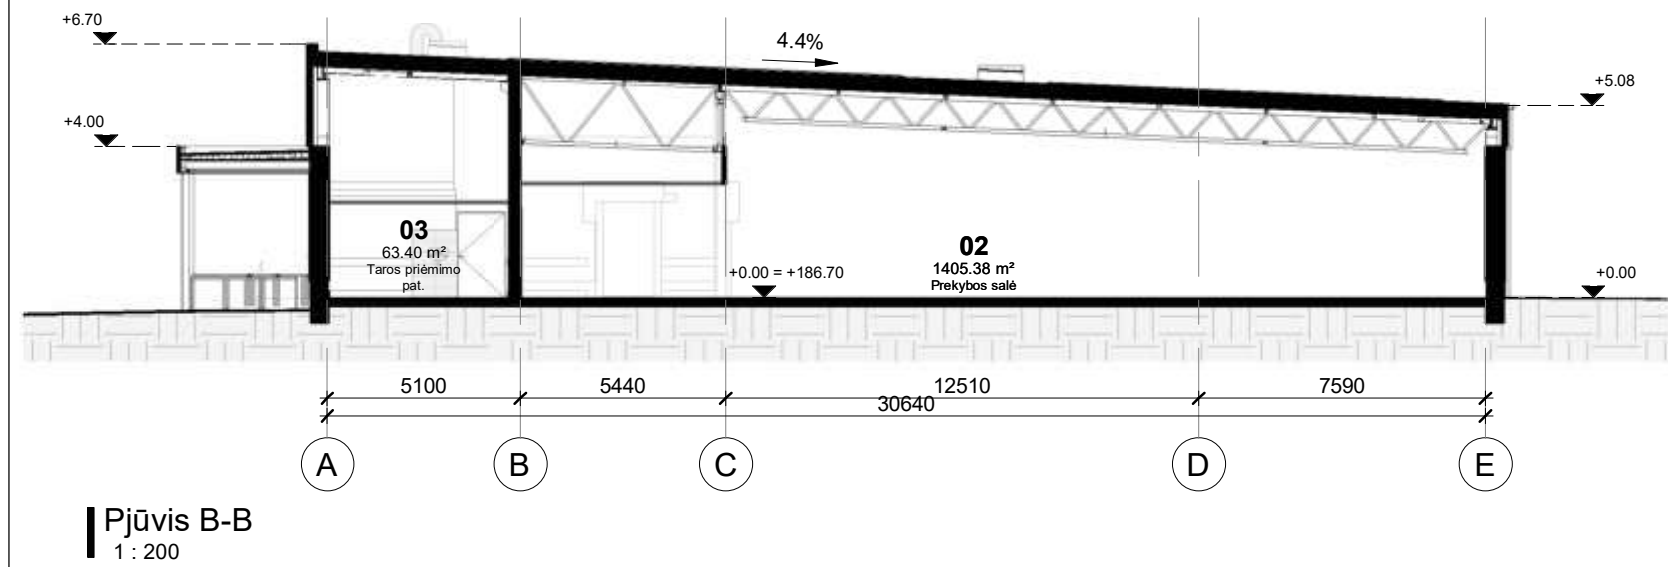 +6.70
4.4%
+5.08
+4.00
03
63.40 m²
Taros priėmimo
pat.
02
1405.38 m²
Prekybos salė
+0.00 = +186.70
+0.00
5100
5440
12510
7590
30640
A
B
C
D
E
Pjūvis B-B
1 : 200